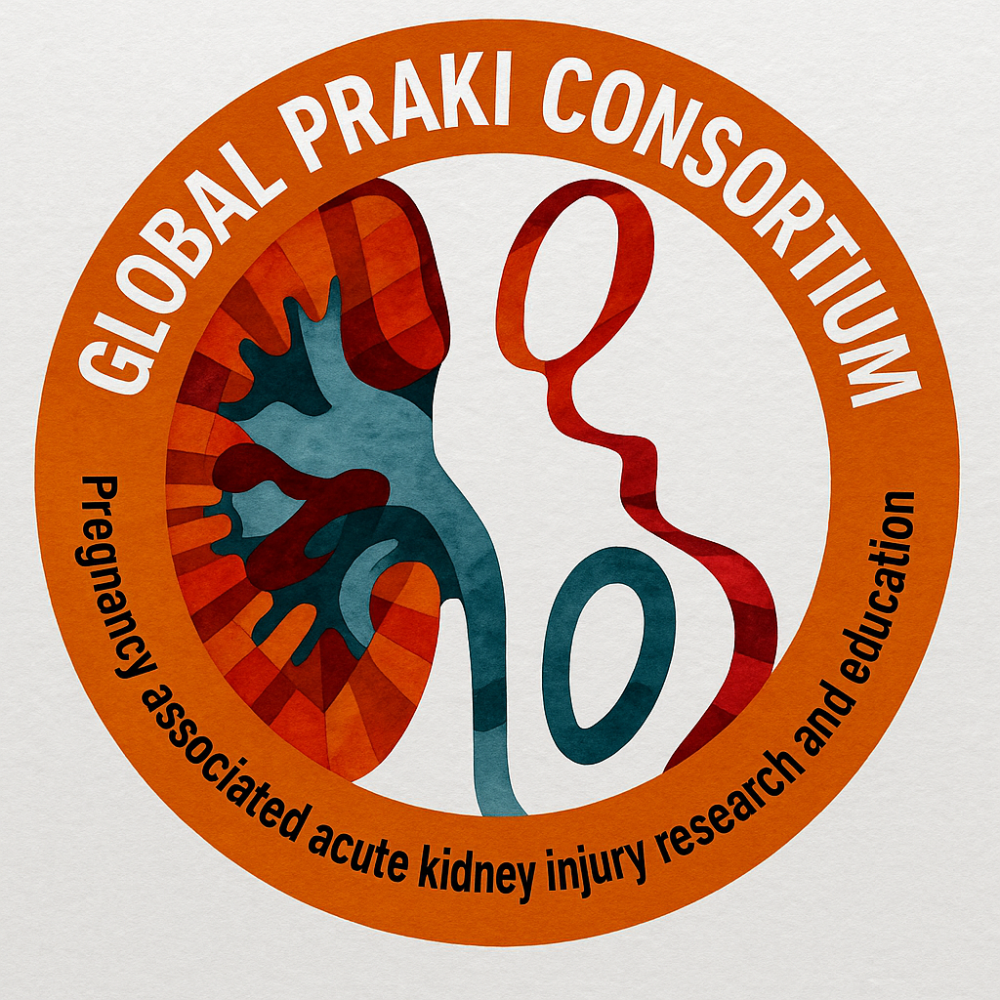 GLOBAL PRAKI CONSORTIUM
Pregnancy associated acute kidney injury research and education